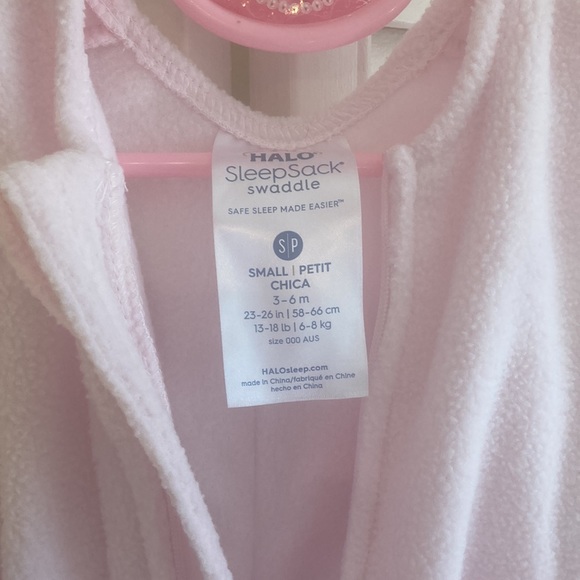 HALO
SleepSack®
swaddle
SAFE SLEEP MADE EASIER™
S|P
SMALL | PETIT
CHICA
3-6 m
23-26 in | 58-66 cm
13-18 lb | 6-8 kg
size 000 AUS
HALOsleep.com
made in China/fabriqué en Chine
hecho en China